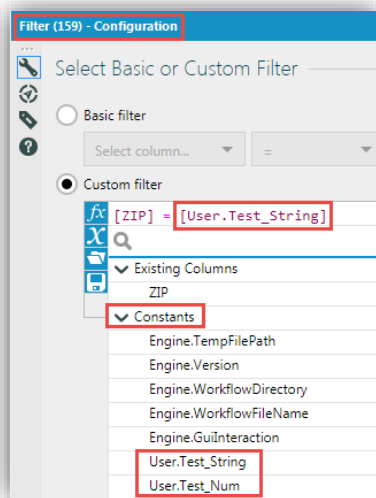 Filter (159) - Configuration
Select Basic or Custom Filter
Basic filter
Select column... =
Custom filter
fx [ZIP] = [User.Test_String]
X
Existing Columns
ZIP
Constants
Engine.TempFilePath
Engine.Version
Engine.WorkflowDirectory
Engine.WorkflowFileName
Engine.GuiInteraction
User.Test_String
User.Test_Num